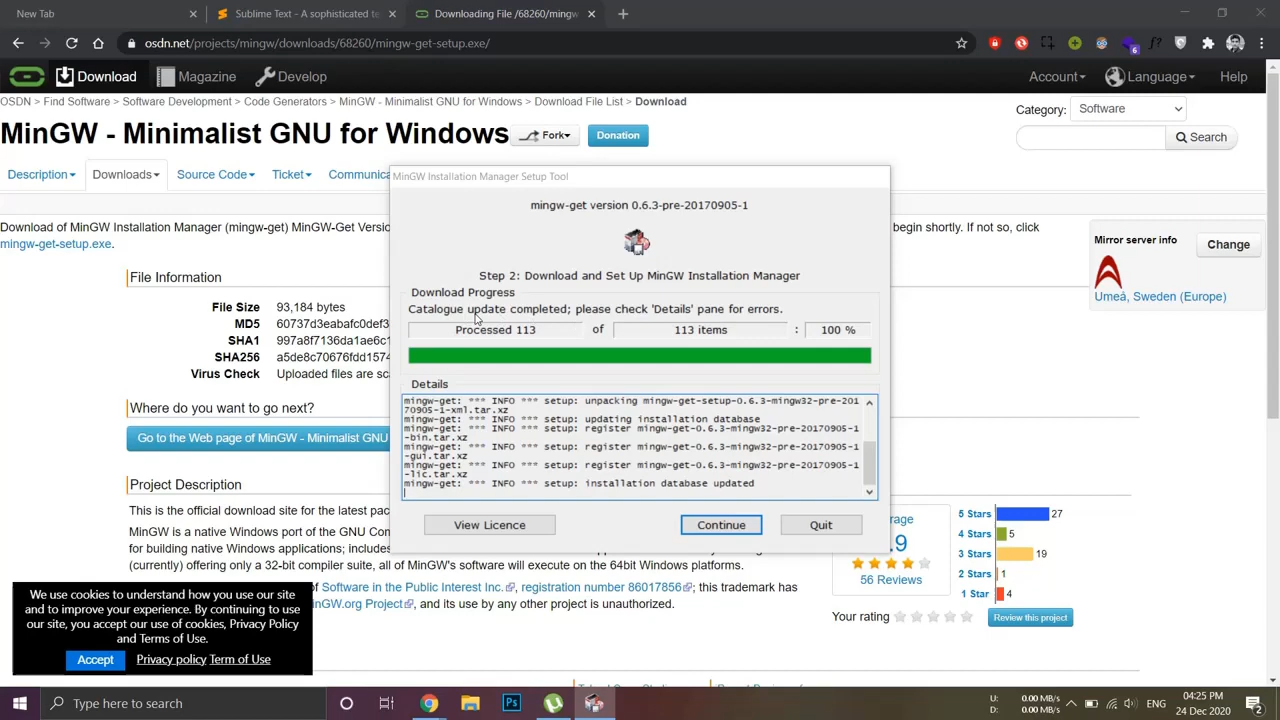 New Tab
Sublime Text - A sophisticated te
Downloading File /68260/mingw
osdn.net/projects/mingw/downloads/68260/mingw-get-setup.exe/
6
f?
Download
Magazine
Develop
Account
Language
Help
OSDN > Find Software > Software Development > Code Generators > MinGW - Minimalist GNU for Windows > Download File List > Download
Category: Software
MinGW - Minimalist GNU for Windows
Fork
Donation
Search
Description
Downloads
Source Code
Ticket
Communica
MinGW Installation Manager Setup Tool
mingw-get version 0.6.3-pre-20170905-1
Step 2: Download and Set Up MinGW Installation Manager
Download Progress
Catalogue update completed; please check 'Details' pane for errors.
Processed 113 of 113 items : 100 %
Details
mingw-get: *** INFO *** setup: unpacking mingw-get-setup-0.6.3-mingw32-pre-201
70905-1-xml.tar.xz
mingw-get: *** INFO *** setup: updating installation database
mingw-get: *** INFO *** setup: register mingw-get-0.6.3-mingw32-pre-20170905-1
-bin.tar.xz
mingw-get: *** INFO *** setup: register mingw-get-0.6.3-mingw32-pre-20170905-1
-gui.tar.xz
mingw-get: *** INFO *** setup: register mingw-get-0.6.3-mingw32-pre-20170905-1
-lic.tar.xz
mingw-get: *** INFO *** setup: installation database updated
View Licence
Continue
Quit
Download of MinGW Installation Manager (mingw-get) MinGW-Get Versio
begin shortly. If not so, click
mingw-get-setup.exe.
Mirror server info
Change
Umeå, Sweden (Europe)
File Information
File Size 93,184 bytes
MD5 60737d3eabafc0def3
SHA1 997a8f7136da1ae6c1
SHA256 a5de8c70676fdd1574
Virus Check Uploaded files are sca
Where do you want to go next?
Go to the Web page of MinGW - Minimalist GNU
Project Description
This is the official download site for the latest pac
MinGW is a native Windows port of the GNU Con
for building native Windows applications; includes
(currently) offering only a 32-bit compiler suite, all of MinGW's software will execute on the 64bit Windows platforms.
of Software in the Public Interest Inc., registration number 86017856; this trademark has
nGW.org Project, and its use by any other project is unauthorized.
rage
.9
56 Reviews
5 Stars 27
4 Stars 5
3 Stars 19
2 Stars 1
1 Star 4
Your rating
Review this project
We use cookies to understand how you use our site
and to improve your experience. By continuing to
use our site, you accept our use of cookies, Privacy Policy
and Terms of Use.
Accept
Privacy policy
Term of Use
Type here to search
Ps
U: 0.00 MB/s
D: 0.00 MB/s
ENG
04:25 PM
24 Dec 2020
2